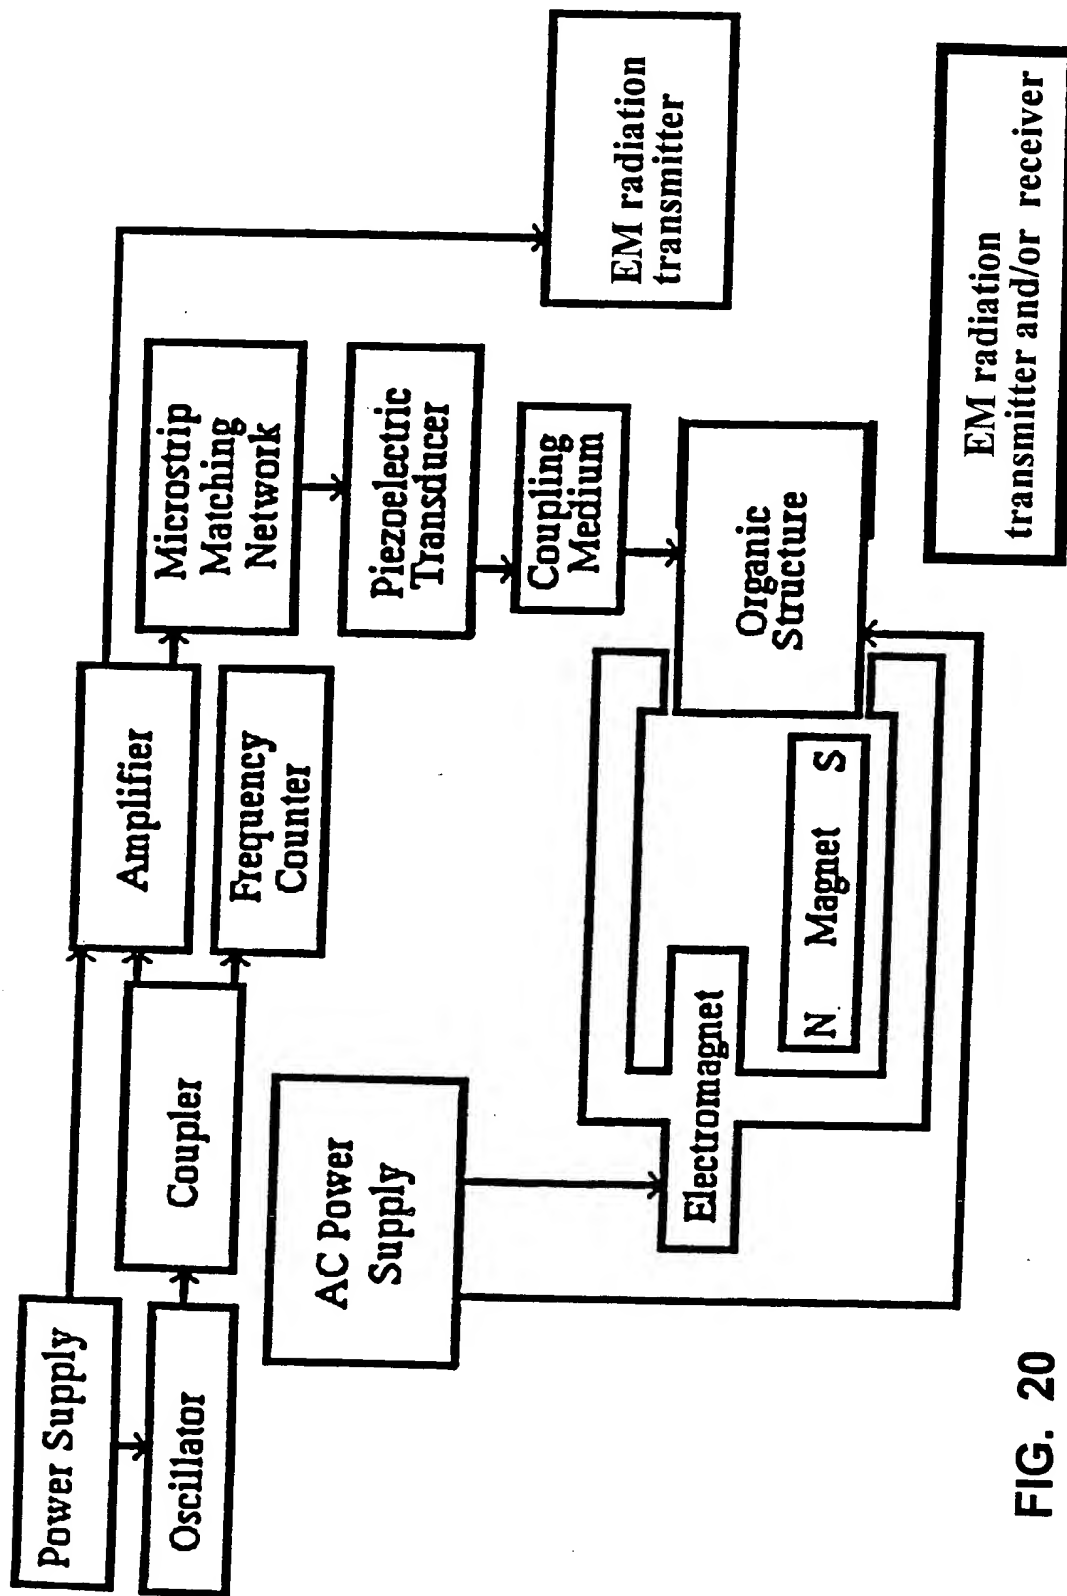 Power Supply
Oscillator
Coupler
Amplifier
Frequency
Counter
Microstrip
Matching
Network
Piezoelectric
Transducer
Coupling
Medium
EM radiation
transmitter
AC Power
Supply
Electromagnet
N Magnet S
Organic
Structure
EM radiation
transmitter and/or receiver
FIG. 20